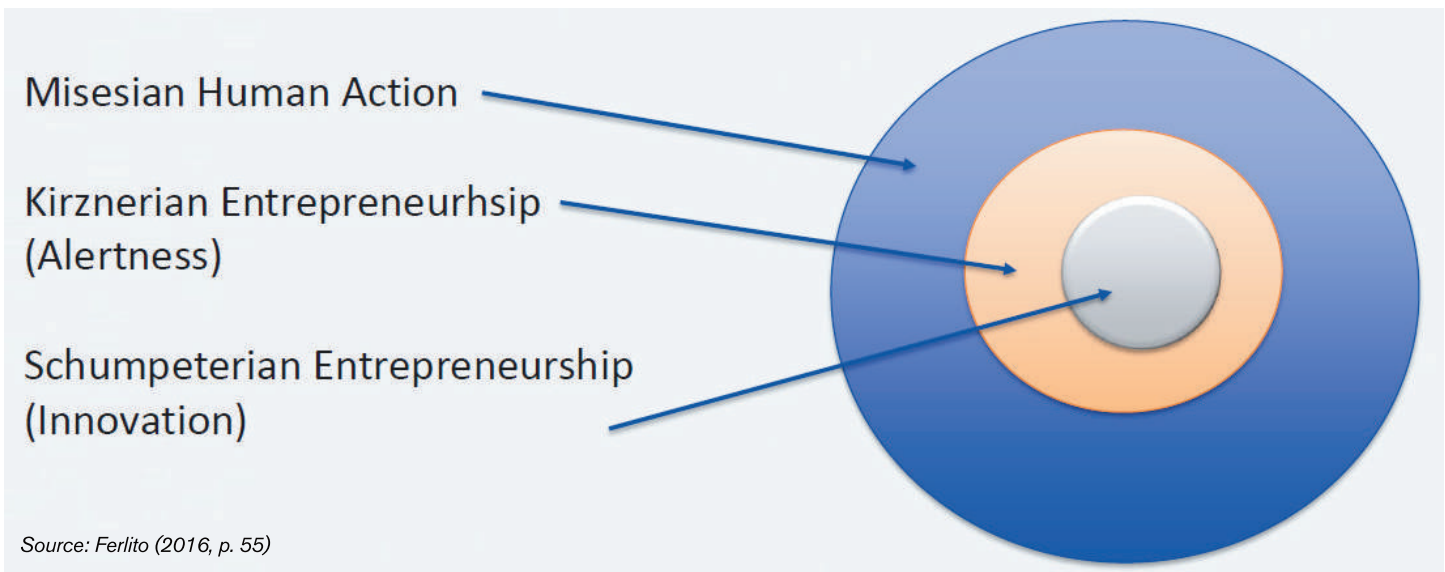 Misesian Human Action
Kirznerian Entrepreneurhsip
(Alertness)
Schumpeterian Entrepreneurship
(Innovation)
Source: Ferlito (2016, p. 55)